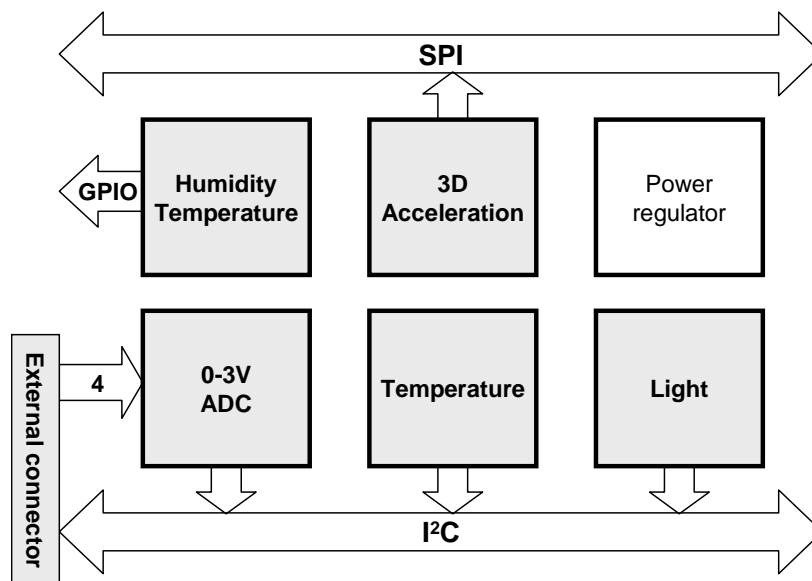 SPI
GPIO
Humidity
Temperature
3D
Acceleration
Power
regulator
External connector
4
0-3V
ADC
Temperature
Light
I²C